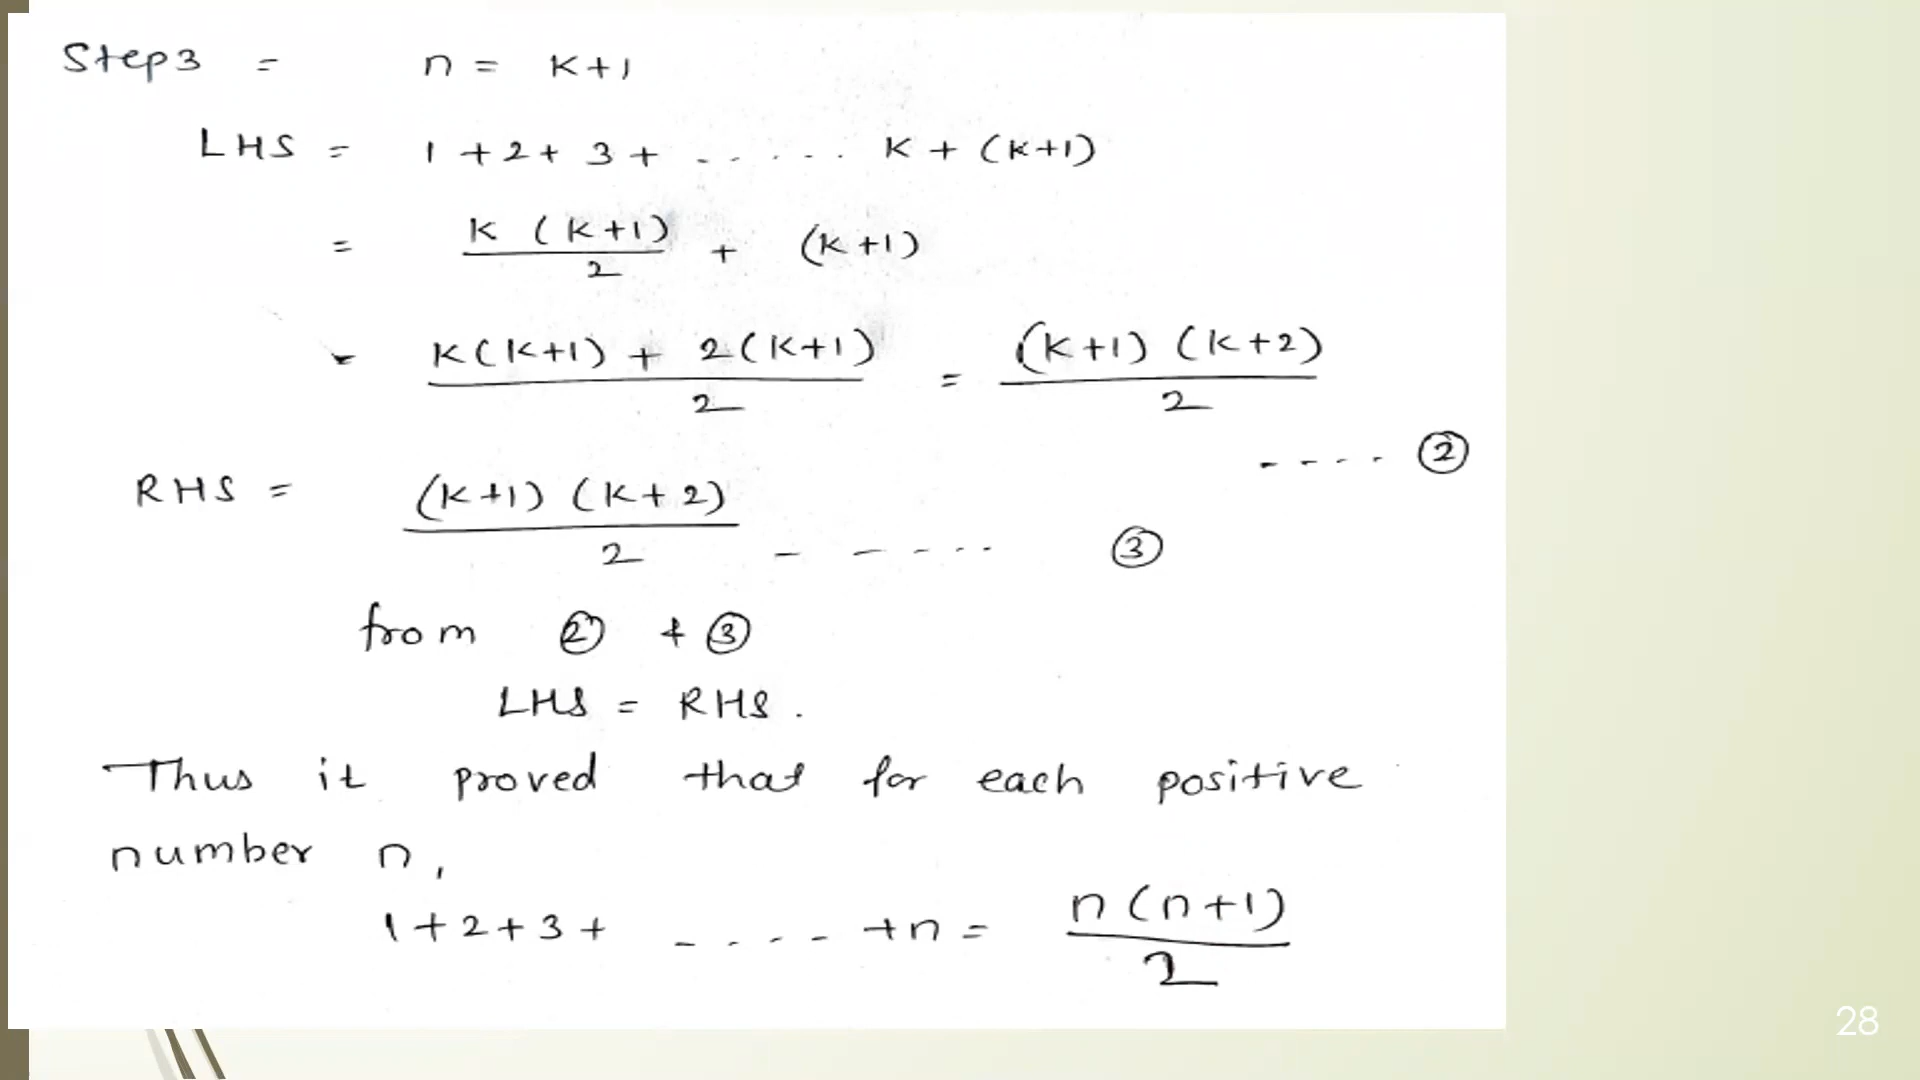 Step3 = n = K+1
LHS = 1 + 2 + 3 + - . . . . . K + (K+1)
= K (K+1)/2 + (K+1)
= K(K+1) + 2(K+1)/2 = (K+1) (K+2)/2
- - - - - ②
RHS = (K+1) (K+2)/2 - - - - - - ③
from ② & ③
LHS = RHS .
Thus it proved that for each positive
number n,
1 + 2 + 3 + - - - - - + n = n(n+1)/2
28